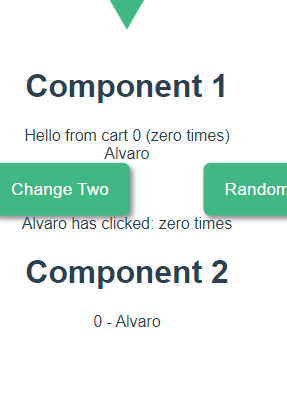 Component 1
Hello from cart 0 (zero times)
Alvaro
Change Two
Random
Alvaro has clicked: zero times
Component 2
0 - Alvaro